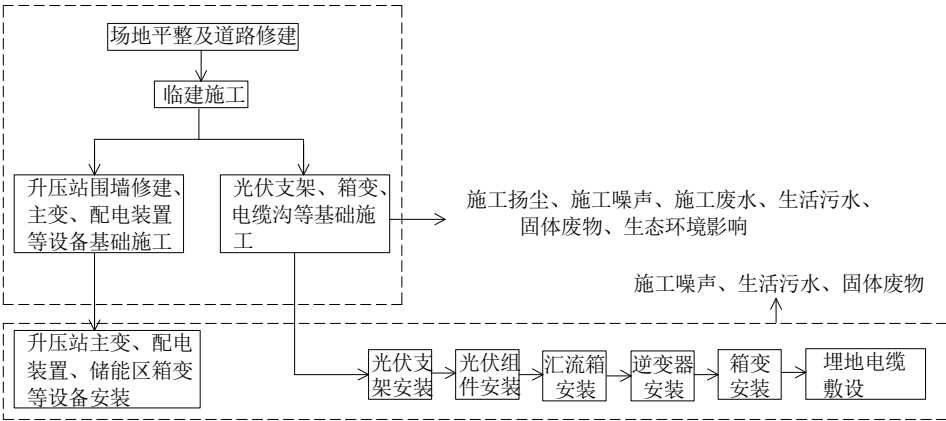 场地平整及道路修建
临建施工
升压站围墙修建、
主变、配电装置
等设备基础施工
光伏支架、箱变、
电缆沟等基础施
工
施工扬尘、施工噪声、施工废水、生活污水、
固体废物、生态环境影响
施工噪声、生活污水、固体废物
升压站主变、配电
装置、储能区箱变
等设备安装
光伏支
架安装
光伏组
件安装
汇流箱
安装
逆变器
安装
箱变
安装
埋地电缆
敷设